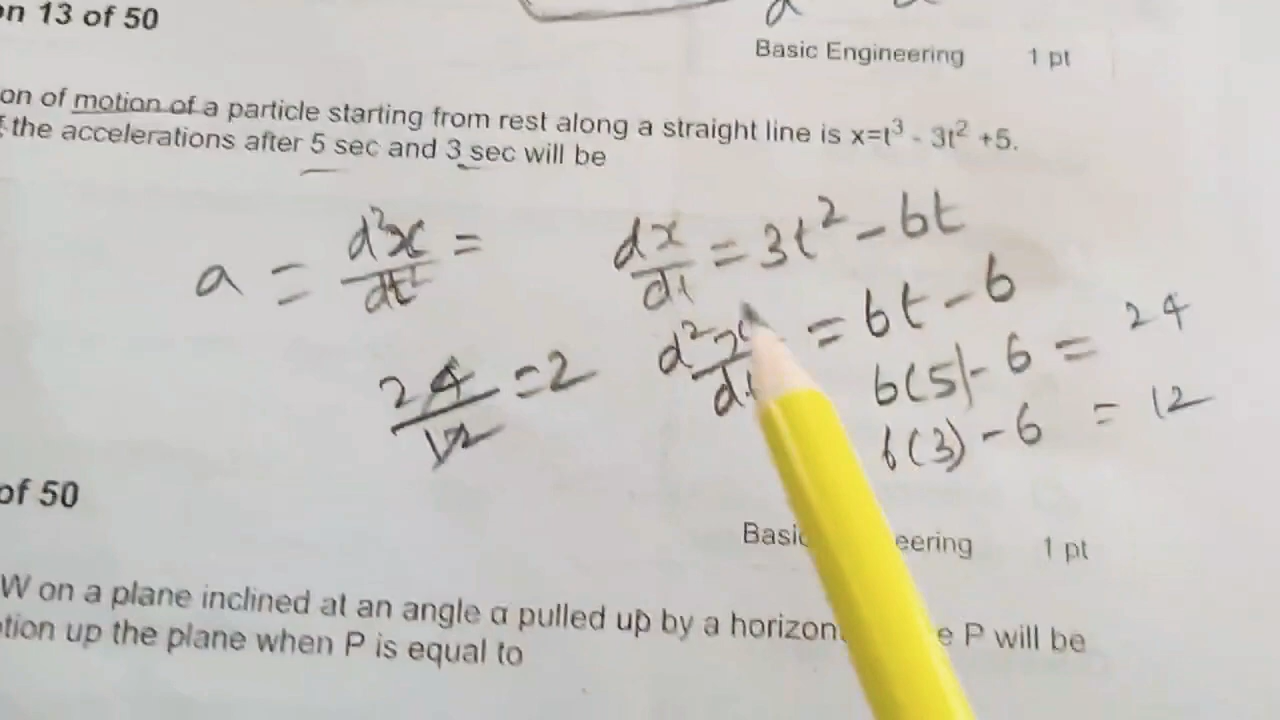 n 13 of 50
Basic Engineering 1 pt
on of motion of a particle starting from rest along a straight line is x=t³ - 3t² +5.
the accelerations after 5 sec and 3 sec will be
a = d²x/dt² =
dx/dt = 3t² - 6t
d²x/dt = 6t - 6
6(5) - 6 = 24
6(3) - 6 = 12
24/12 = 2
of 50
Basic eering 1 pt
W on a plane inclined at an angle α pulled up by a horizon e P will be
tion up the plane when P is equal to